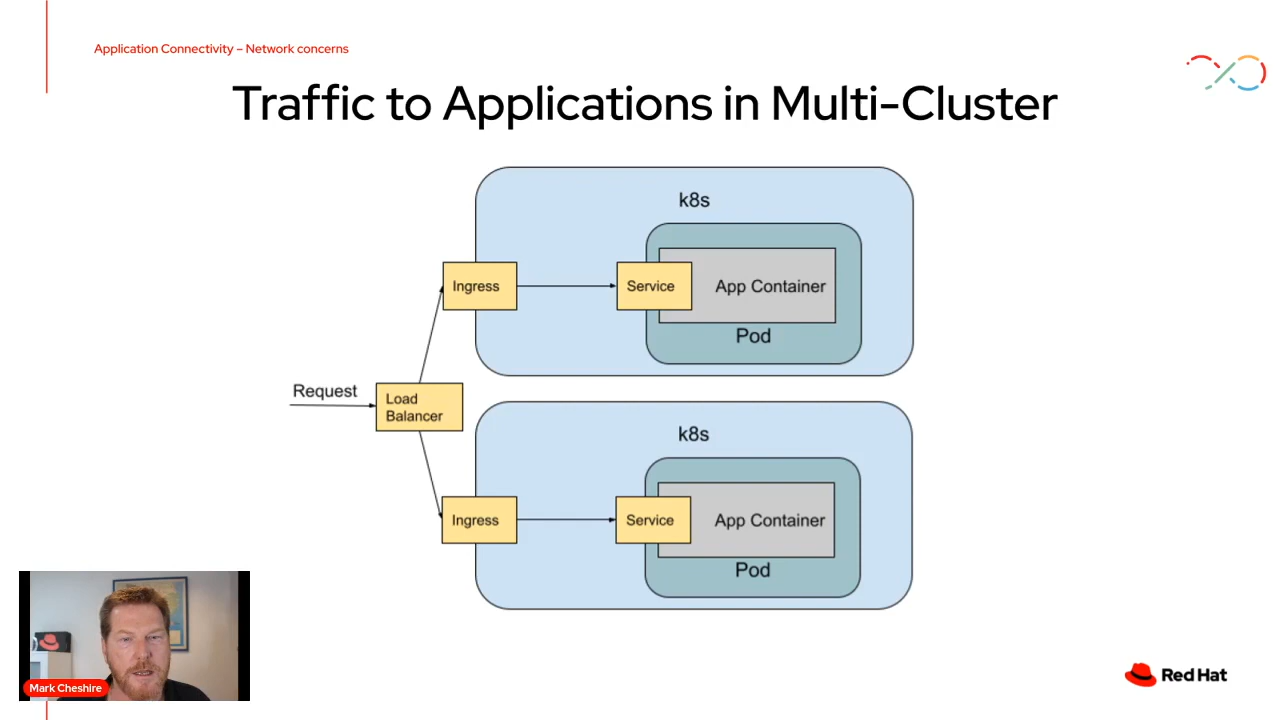 Application Connectivity – Network concerns
Traffic to Applications in Multi-Cluster
k8s
Ingress
Service
App Container
Pod
Request
Load
Balancer
k8s
Ingress
Service
App Container
Pod
Mark Cheshire
Red Hat